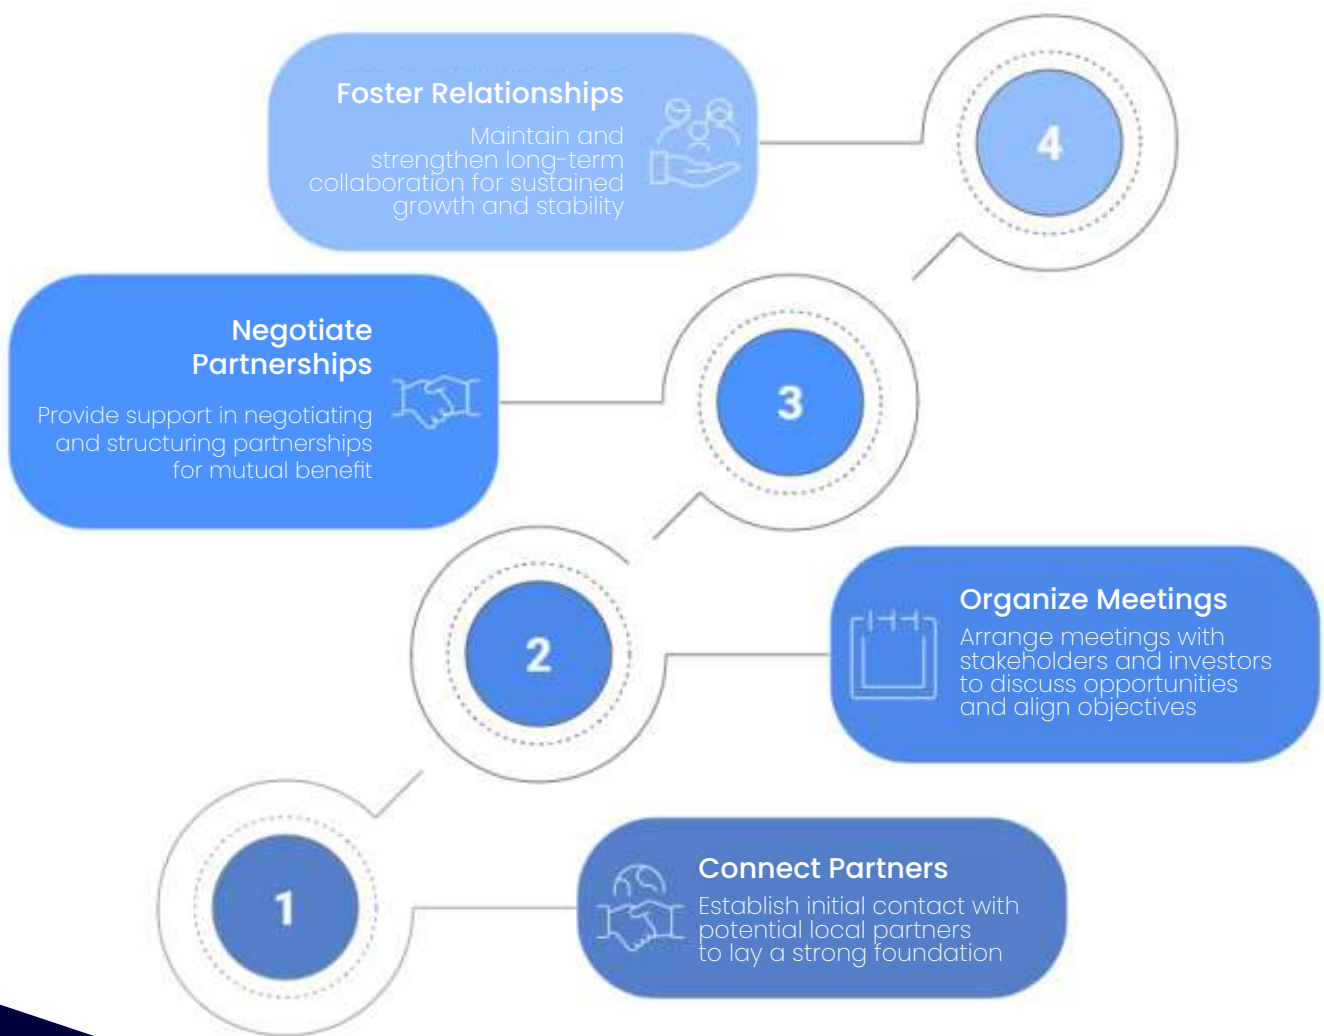 Foster Relationships
Maintain and
strengthen long-term
collaboration for sustained
growth and stability
4
Negotiate
Partnerships
Provide support in negotiating
and structuring partnerships
for mutual benefit
3
2
Organize Meetings
Arrange meetings with
stakeholders and investors
to discuss opportunities
and align objectives
1
Connect Partners
Establish initial contact with
potential local partners
to lay a strong foundation